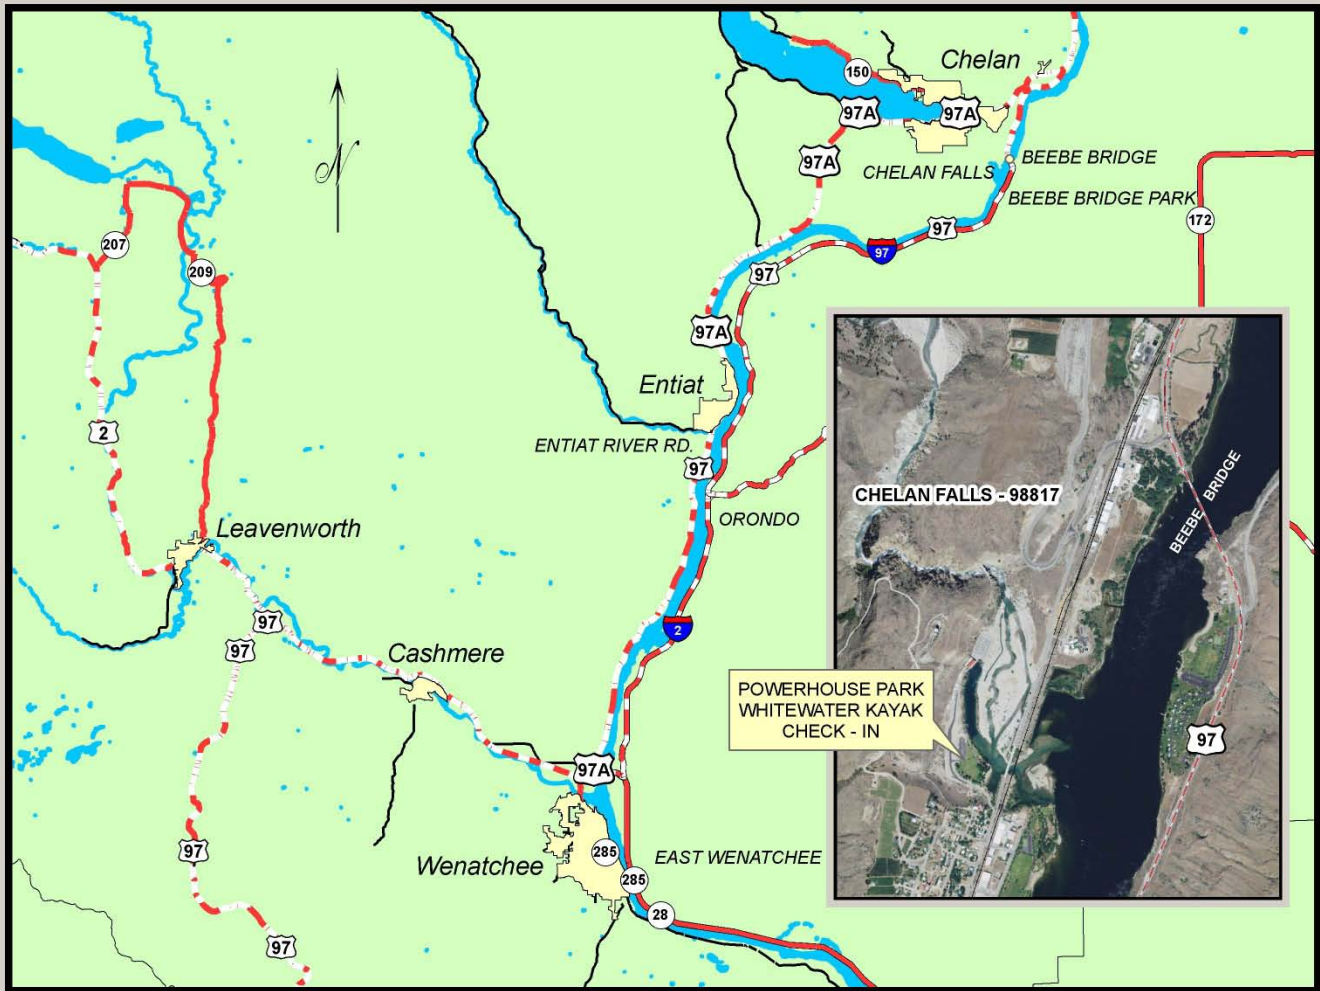 Chelan
150
97A
97A
97A
BEEBE BRIDGE
CHELAN FALLS
BEEBE BRIDGE PARK
172
97
97
97
207
209
N
97A
Entiat
2
ENTIAT RIVER RD.
97
ORONDO
Leavenworth
97
97
2
Cashmere
97A
Wenatchee
285
EAST WENATCHEE
285
28
97
97
CHELAN FALLS - 98817
BEEBE BRIDGE
POWERHOUSE PARK
WHITEWATER KAYAK
CHECK - IN
97